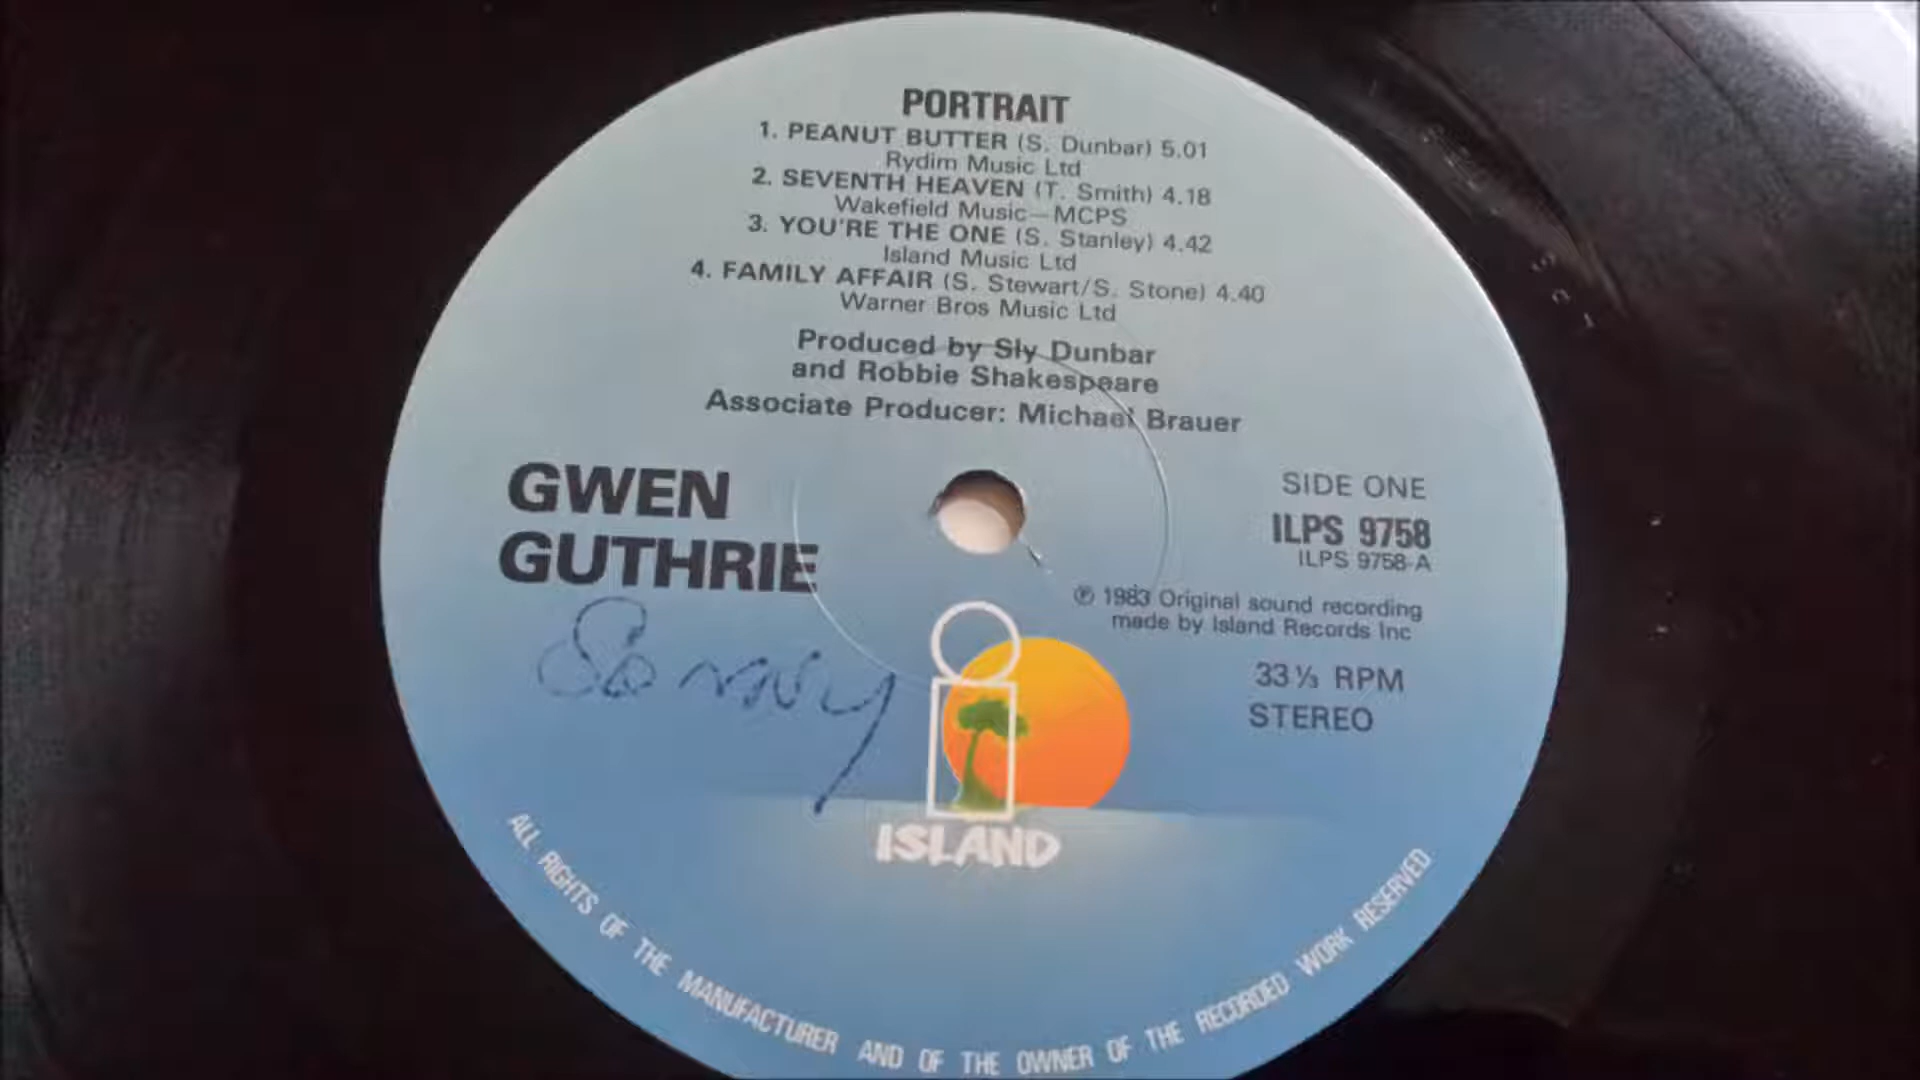 PORTRAIT
1. PEANUT BUTTER (S. Dunbar) 5.01
Rydim Music Ltd
2. SEVENTH HEAVEN (T. Smith) 4.18
Wakefield Music—MCPS
3. YOU'RE THE ONE (S. Stanley) 4.42
Island Music Ltd
4. FAMILY AFFAIR (S. Stewart/S. Stone) 4.40
Warner Bros Music Ltd
Produced by Sly Dunbar
and Robbie Shakespeare
Associate Producer: Michael Brauer
GWEN
GUTHRIE
Sonny
SIDE ONE
ILPS 9758
ILPS 9758-A
℗ 1983 Original sound recording
made by Island Records Inc
33⅓ RPM
STEREO
ISLAND
ALL RIGHTS OF THE MANUFACTURER AND OF THE OWNER OF THE RECORDED WORK RESERVED